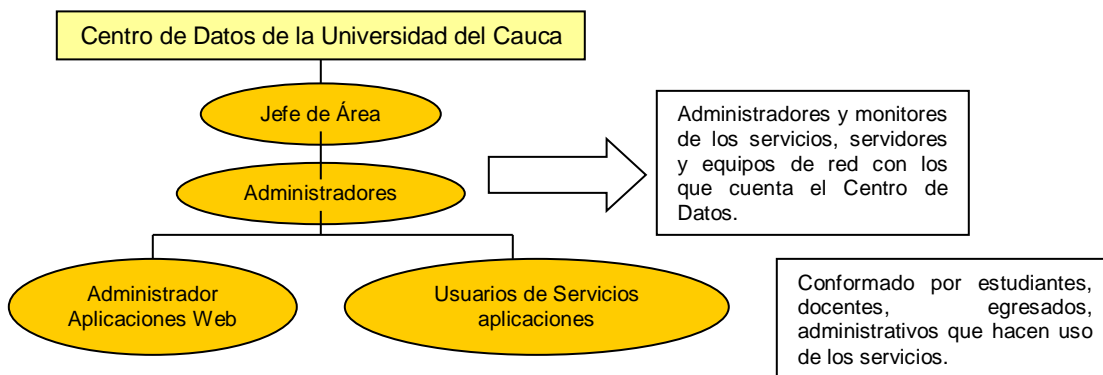 Centro de Datos de la Universidad del Cauca
Jefe de Área
Administradores
Administradores y monitores
de los servicios, servidores
y equipos de red con los
que cuenta el Centro de
Datos.
Administrador
Aplicaciones Web
Usuarios de Servicios
aplicaciones
Conformado por estudiantes,
docentes, egresados,
administrativos que hacen uso
de los servicios.